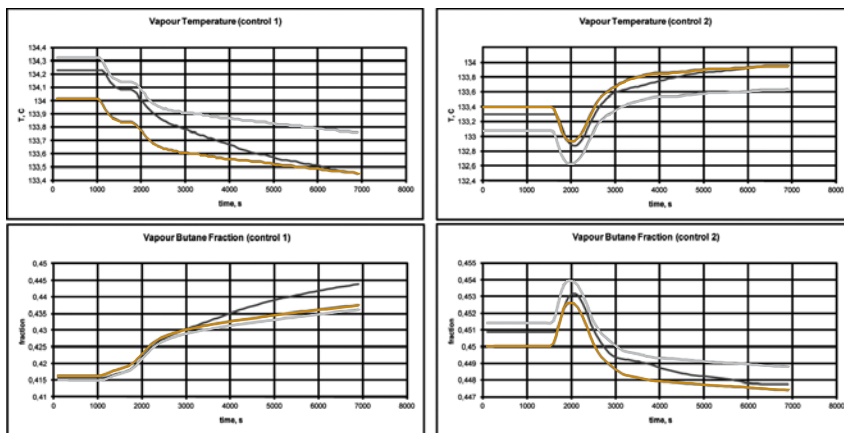 Vapour Temperature (control 1)
134,4
134,3
134,2
134,1
134
133,9
133,8
133,7
133,6
133,5
133,4
T, C
0 1000 2000 3000 4000 5000 6000 7000 8000
time, s
Vapour Temperature (control 2)
134
133,8
133,6
133,4
133,2
133
132,8
132,6
132,4
T, C
0 1000 2000 3000 4000 5000 6000 7000 8000
time, s
Vapour Butane Fraction (control 1)
0,45
0,445
0,44
0,435
0,43
0,425
0,42
0,415
0,41
fraction
0 1000 2000 3000 4000 5000 6000 7000 8000
time, s
Vapour Butane Fraction (control 2)
0,455
0,454
0,453
0,452
0,451
0,45
0,449
0,448
0,447
fraction
0 1000 2000 3000 4000 5000 6000 7000 8000
time, s